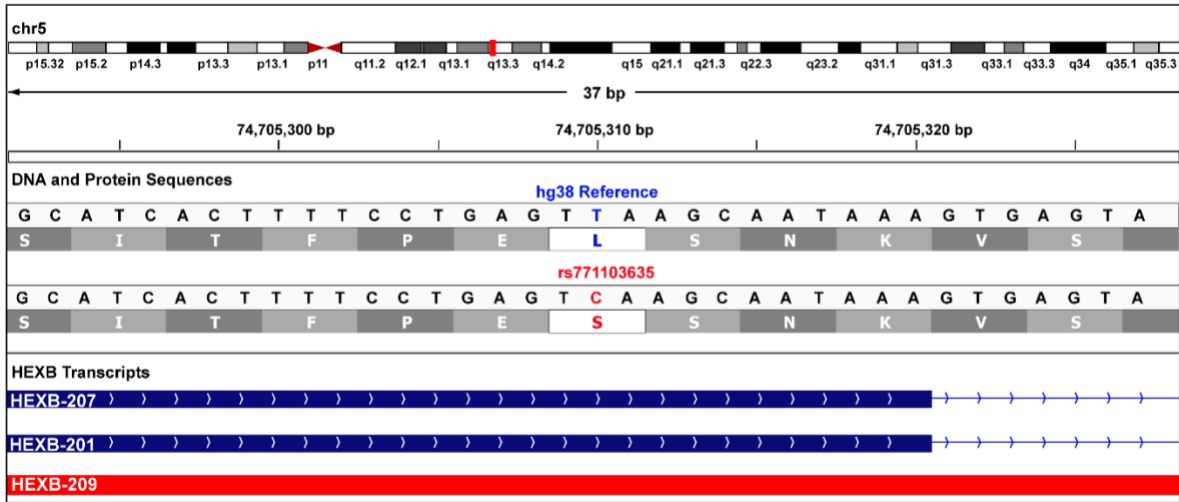 chr5
p15.32 p15.2 p14.3 p13.3 p13.1 p11 q11.2 q12.1 q13.1 q13.3 q14.2 q15 q21.1 q21.3 q22.3 q23.2 q31.1 q31.3 q33.1 q33.3 q34 q35.1 q35.3
37 bp
74,705,300 bp 74,705,310 bp 74,705,320 bp
DNA and Protein Sequences
hg38 Reference
G C A T C A C T T T T C C T G A G T T A A G C A A T A A A G T G A G T A
S I T F P E L S N K V S
rs771103635
G C A T C A C T T T T C C T G A G T C A A G C A A T A A A G T G A G T A
S I T F P E S S N K V S
HEXB Transcripts
HEXB-207
HEXB-201
HEXB-209